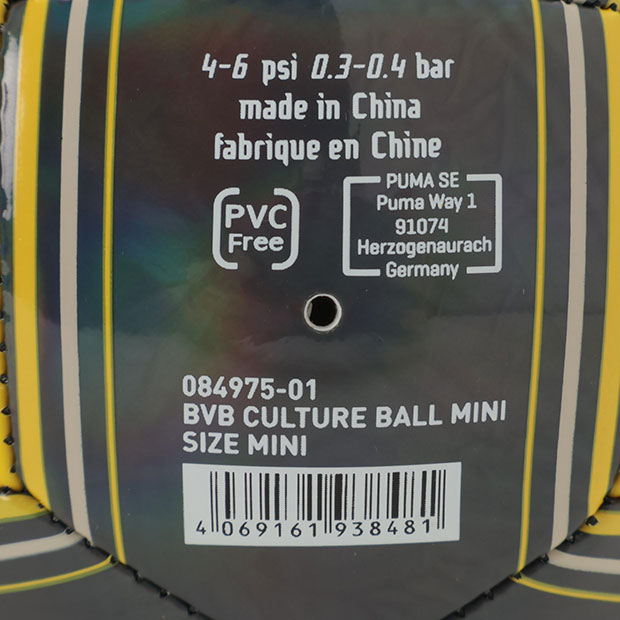 4-6 psi 0.3-0.4 bar
made in China
fabrique en Chine
PVC
Free
PUMA SE
Puma Way 1
91074
Herzogenaurach
Germany
084975-01
BVB CULTURE BALL MINI
SIZE MINI
4 069161 938481